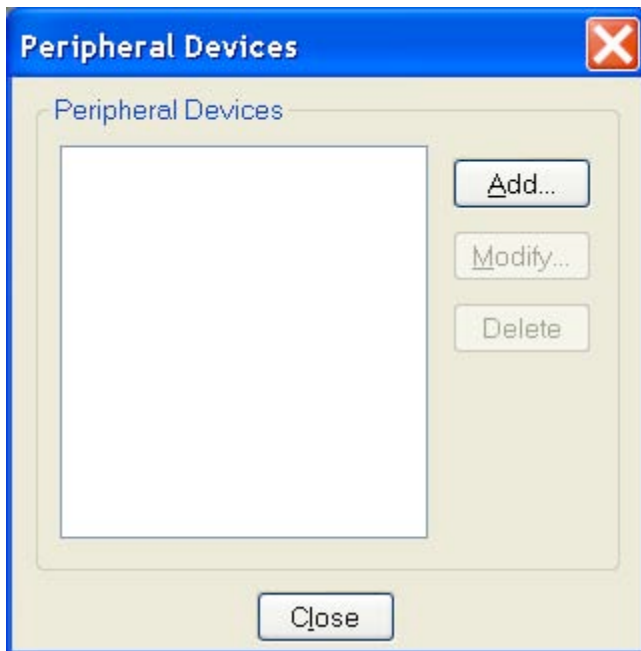 Peripheral Devices
Peripheral Devices
Add...
Modify...
Delete
Close